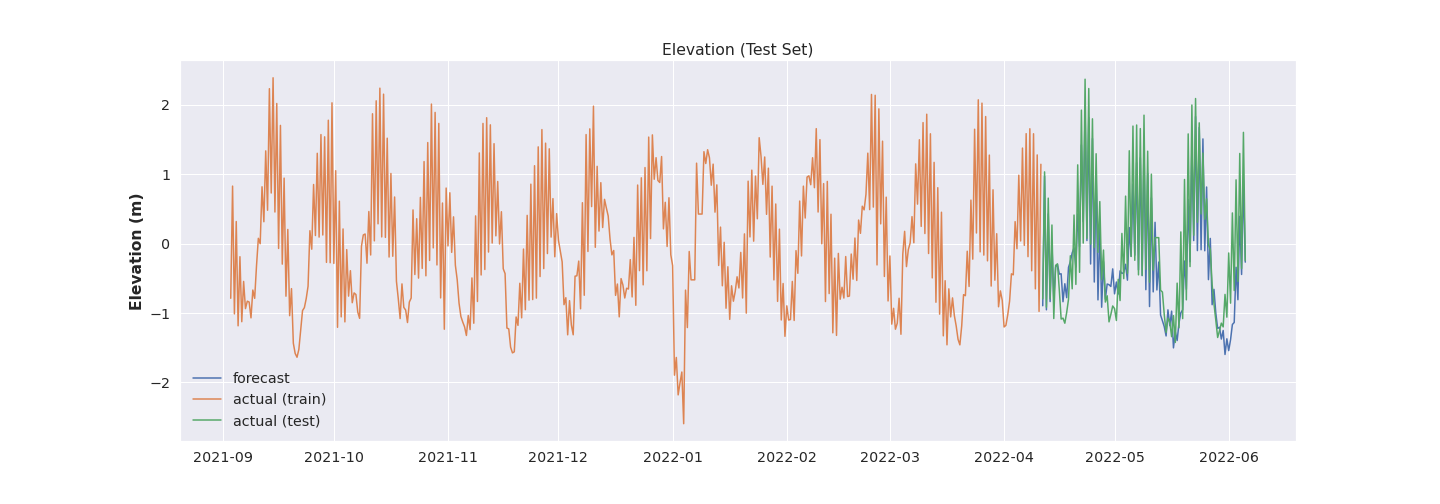 Elevation (Test Set)
Elevation (m)
2
1
0
−1
−2
forecast
actual (train)
actual (test)
2021-09 2021-10 2021-11 2021-12 2022-01 2022-02 2022-03 2022-04 2022-05 2022-06